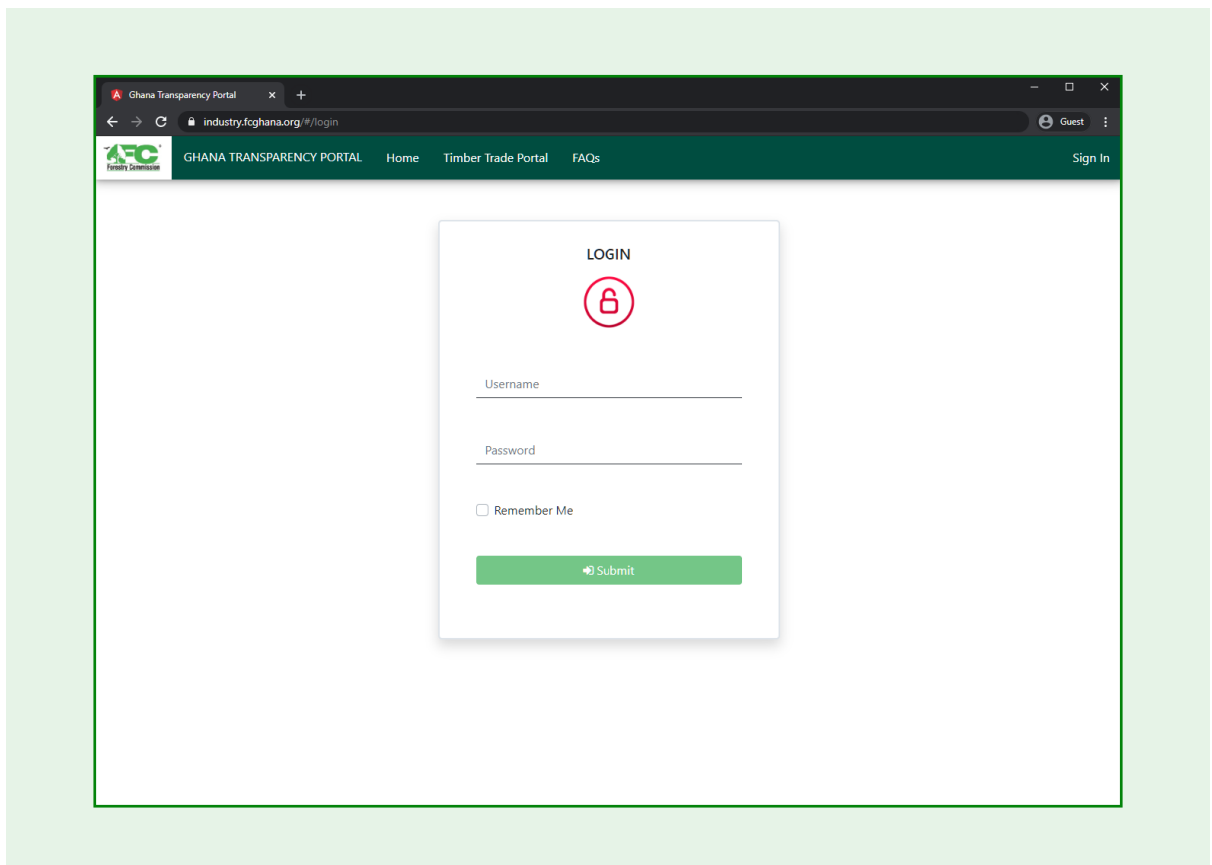 Ghana Transparency Portal
industry.fcghana.org/#/login
Guest
FC
Forestry Commission
GHANA TRANSPARENCY PORTAL Home Timber Trade Portal FAQs Sign In
LOGIN
Username
Password
Remember Me
Submit